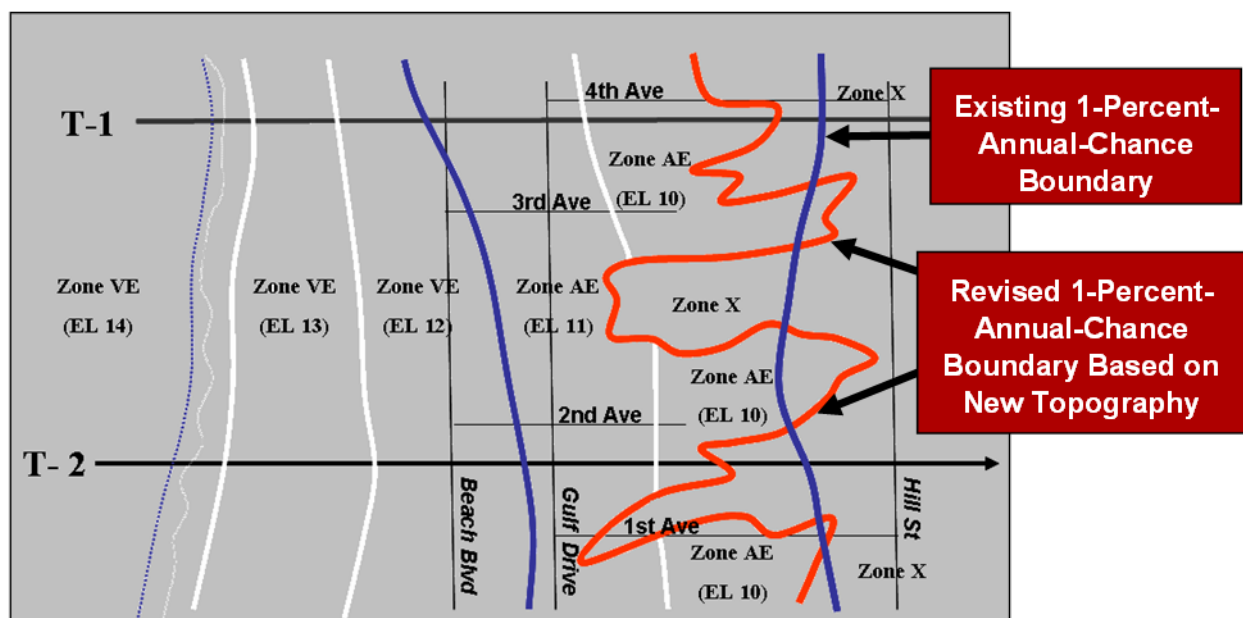 4th Ave
Zone X
T-1
Existing 1-Percent-
Annual-Chance
Boundary
Zone AE
(EL 10)
3rd Ave
Zone VE
(EL 14)
Zone VE
(EL 13)
Zone VE
(EL 12)
Zone AE
(EL 11)
Zone X
Revised 1-Percent-
Annual-Chance
Boundary Based on
New Topography
Zone AE
(EL 10)
2nd Ave
T- 2
Beach Blvd
Gulf Drive
Hill St
1st Ave
Zone AE
(EL 10)
Zone X